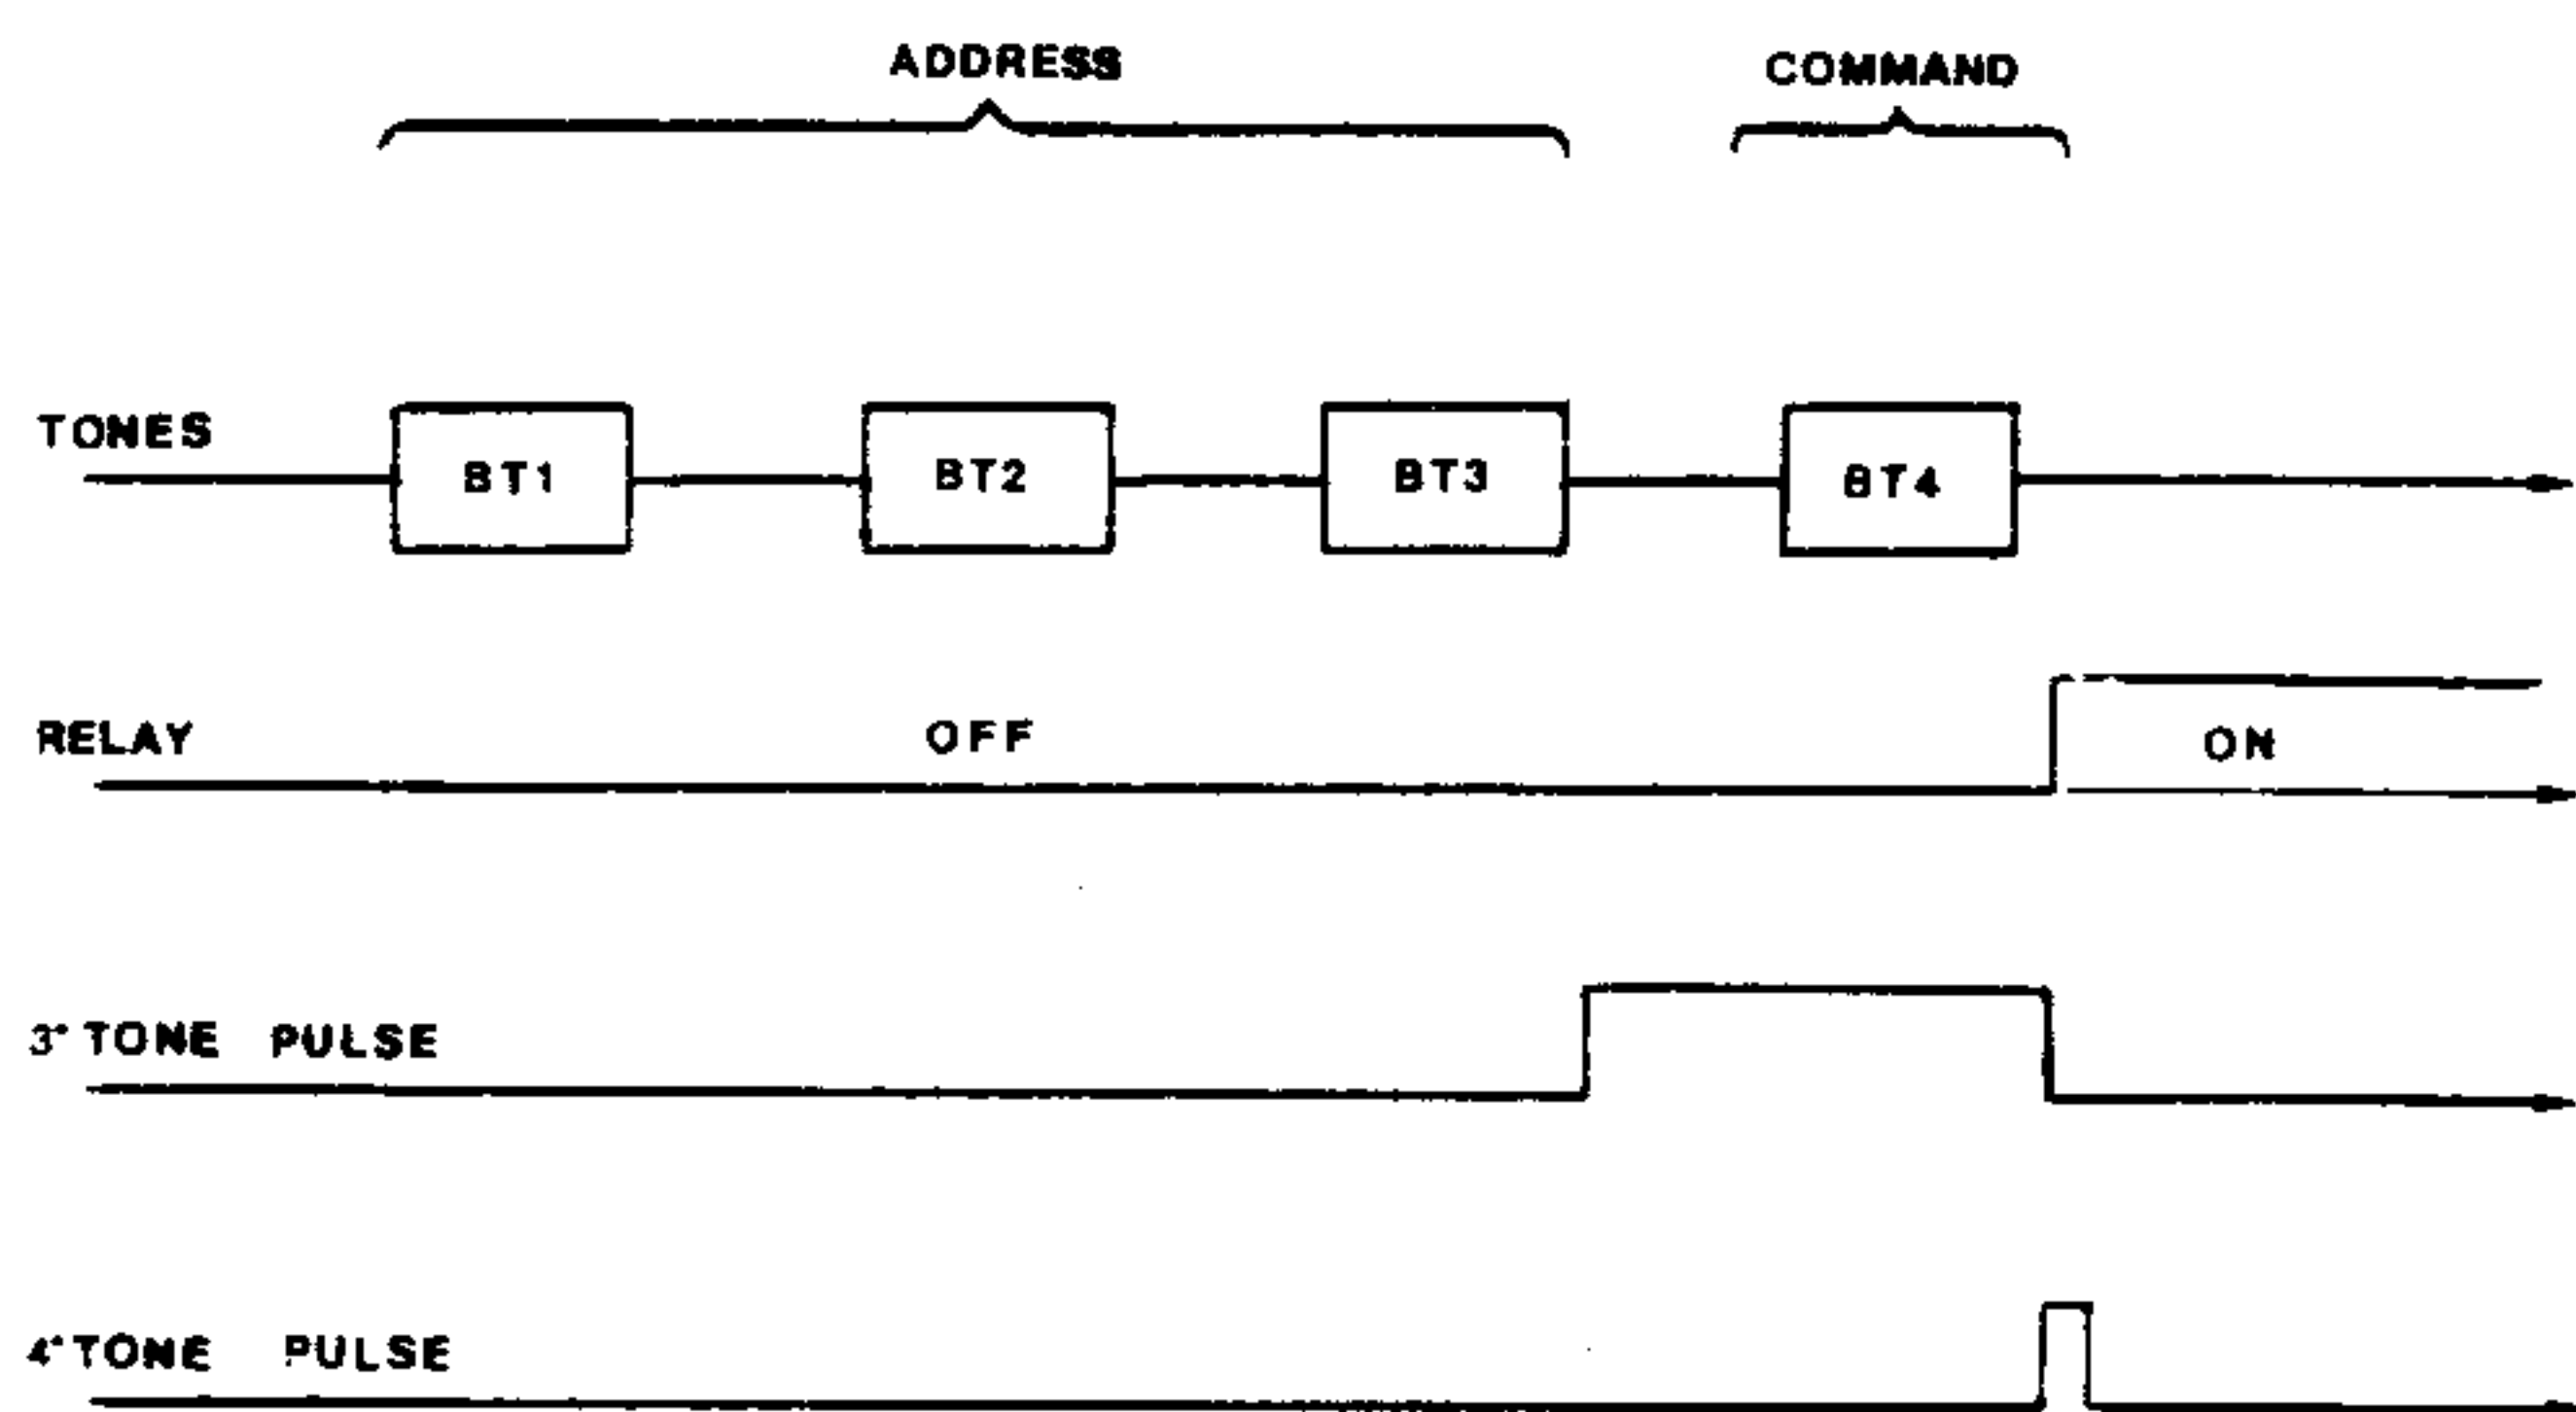 ADDRESS
COMMAND
TONES
BT1
BT2
BT3
BT4
RELAY
OFF
ON
3° TONE PULSE
4° TONE PULSE